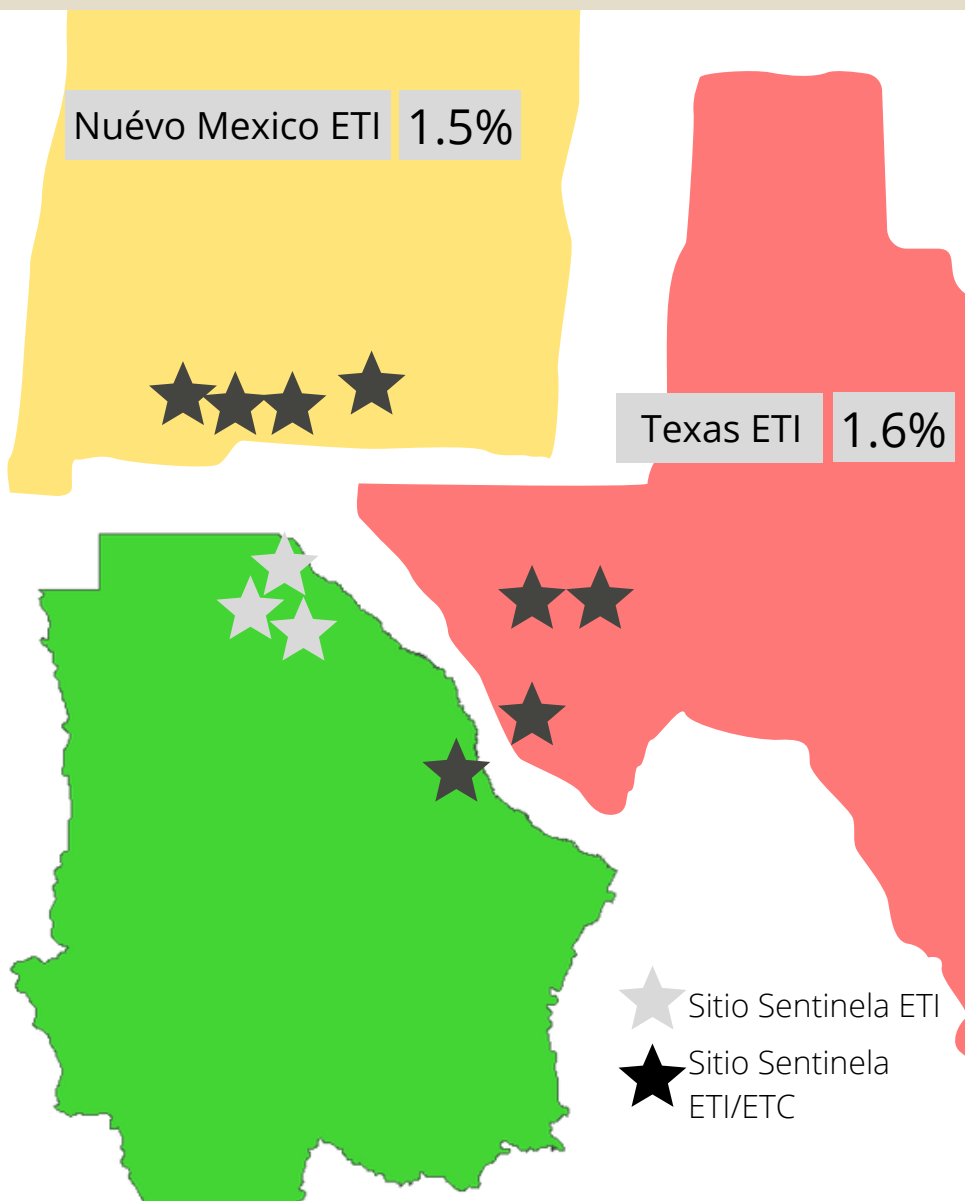 Nuévo Mexico ETI 1.5%
Texas ETI 1.6%
Sitio Sentinela ETI
Sitio Sentinela
ETI/ETC